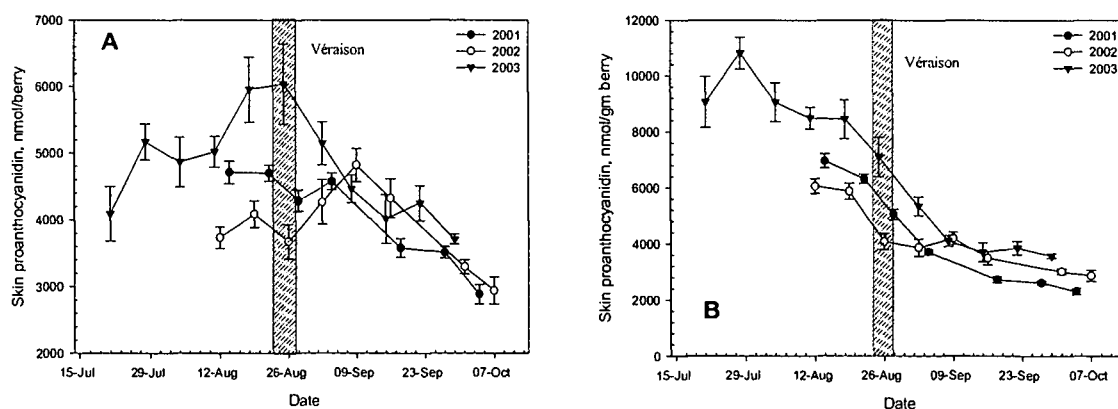 7000
6000
5000
4000
3000
2000
Skin proanthocyanidin, nmol/berry
A
Véraison
2001
2002
2003
15-Jul
29-Jul
12-Aug
26-Aug
09-Sep
23-Sep
07-Oct
Date
12000
10000
8000
6000
4000
2000
0
Skin proanthocyanidin, nmol/gm berry
B
Véraison
2001
2002
2003
15-Jul
29-Jul
12-Aug
26-Aug
09-Sep
23-Sep
07-Oct
Date